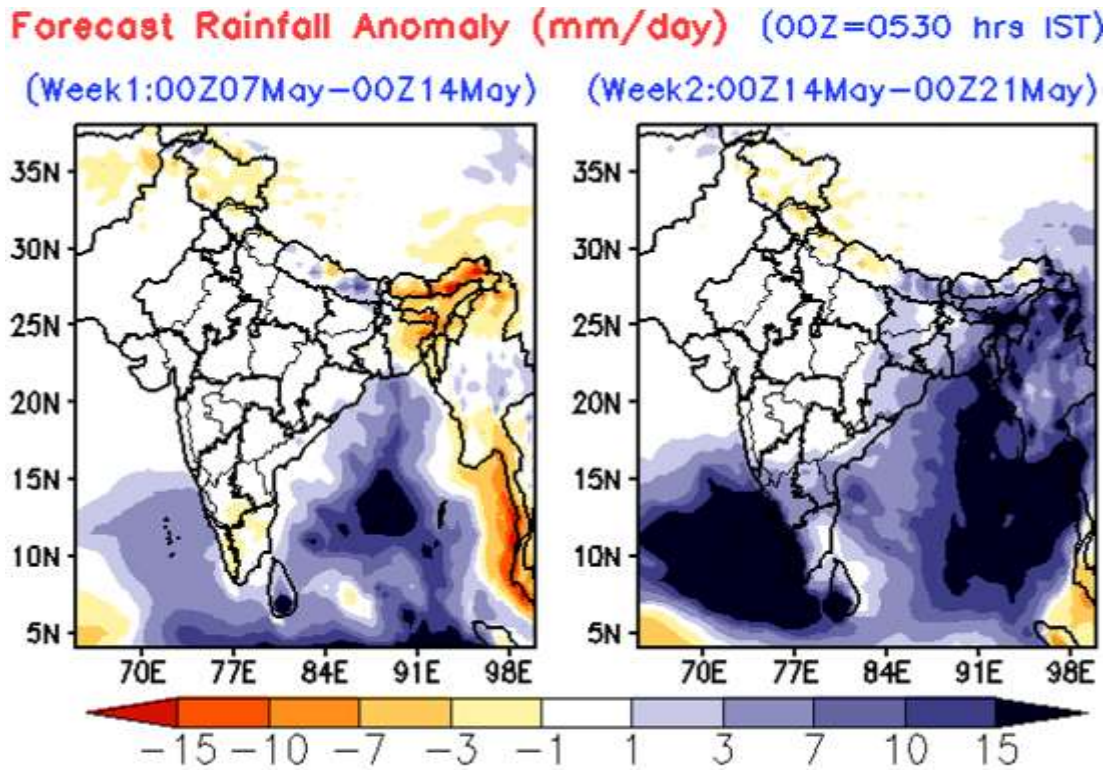 Forecast Rainfall Anomaly (mm/day) (00Z=0530 hrs IST)
(Week1:00Z07May−00Z14May) (Week2:00Z14May−00Z21May)
35N 35N
30N 30N
25N 25N
20N 20N
15N 15N
10N 10N
5N 5N
70E 77E 84E 91E 98E 70E 77E 84E 91E 98E
−15 −10 −7 −3 −1 1 3 7 10 15